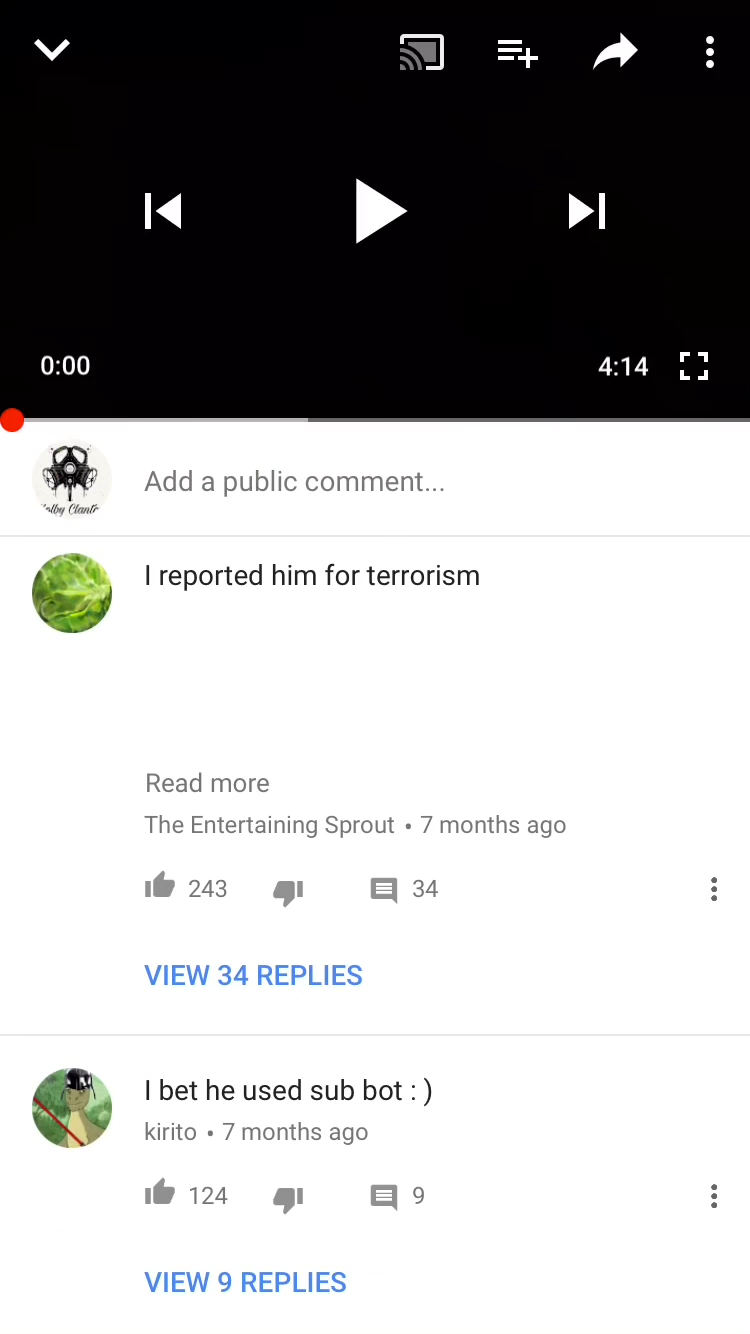 0:00
4:14
Add a public comment...
I reported him for terrorism
Read more
The Entertaining Sprout • 7 months ago
243
34
VIEW 34 REPLIES
I bet he used sub bot : )
kirito • 7 months ago
124
9
VIEW 9 REPLIES